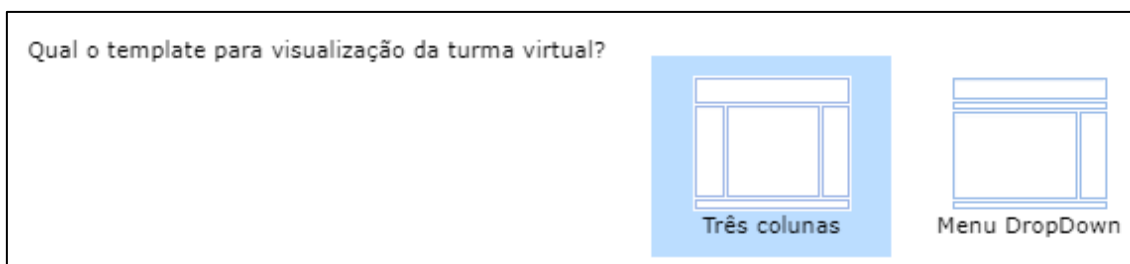 Qual o template para visualização da turma virtual?
Três colunas
Menu DropDown